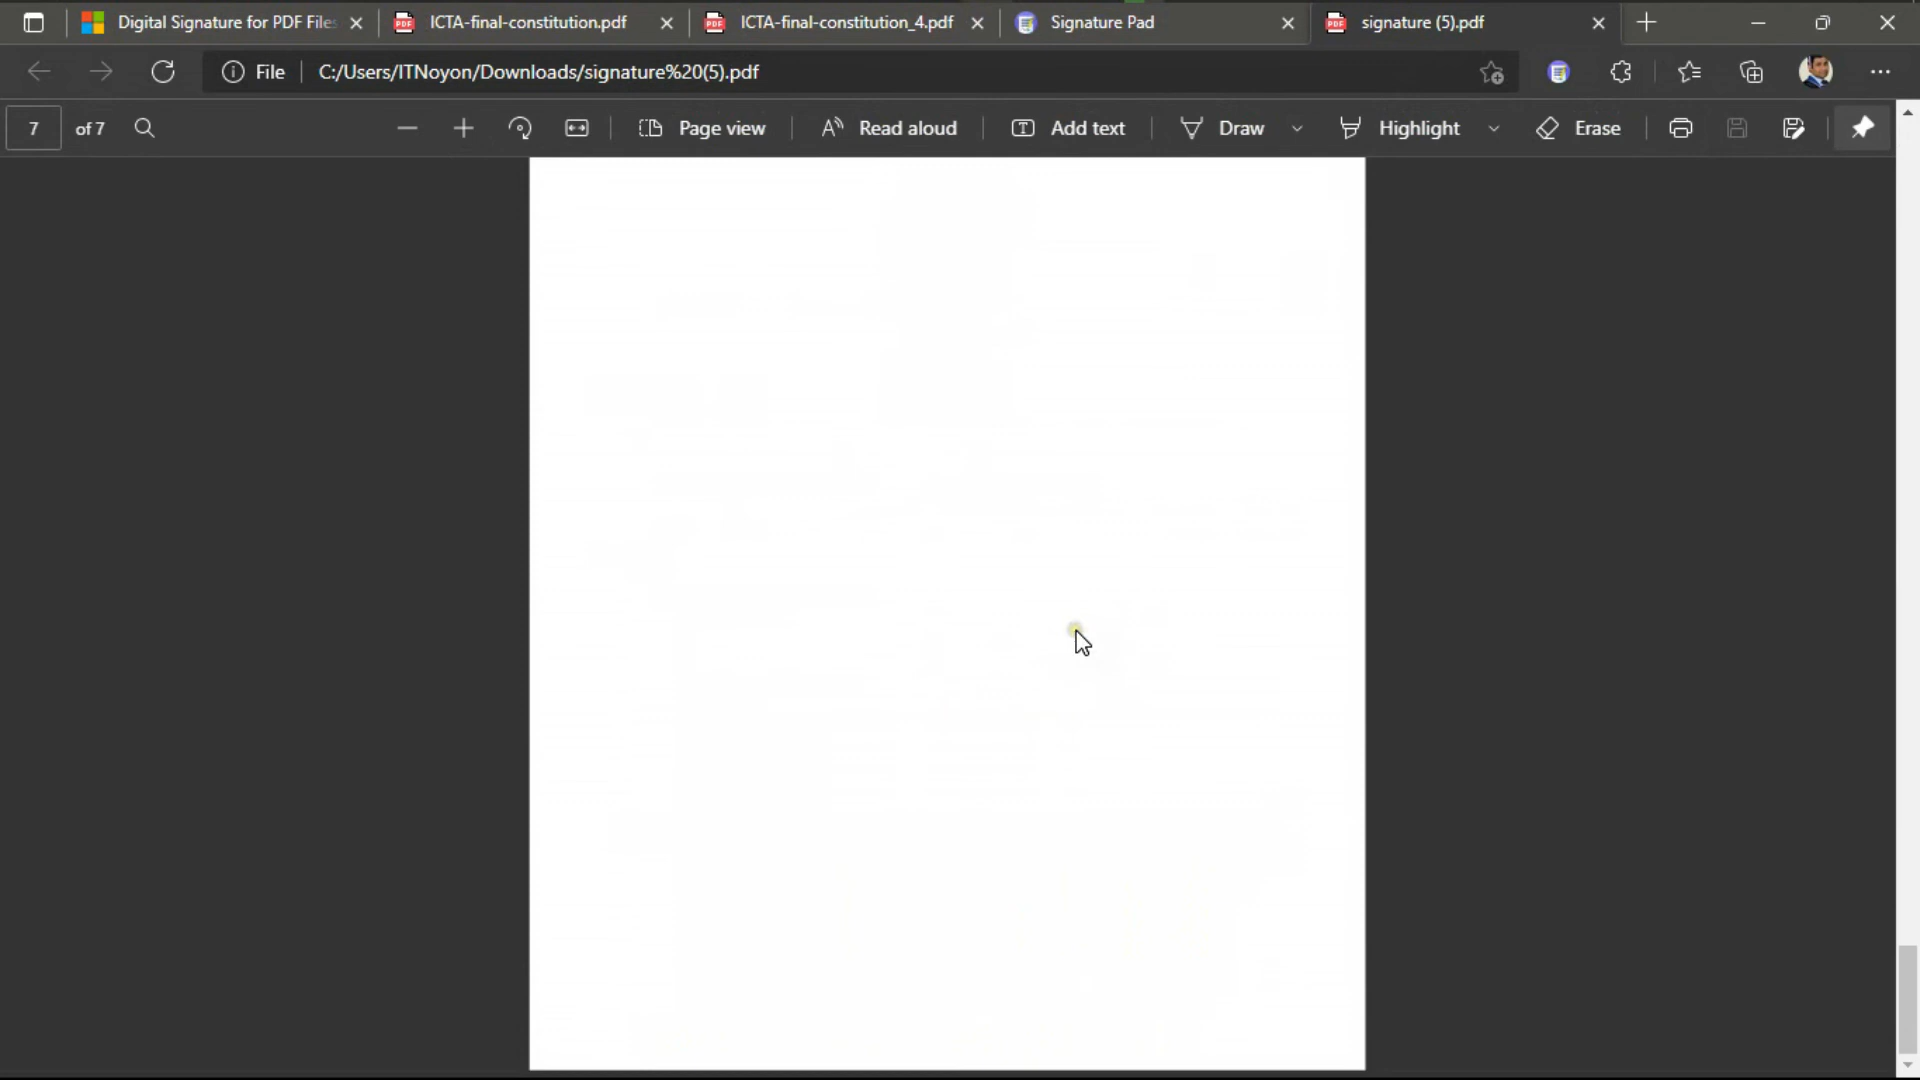 Digital Signature for PDF Files
ICTA-final-constitution.pdf
ICTA-final-constitution_4.pdf
Signature Pad
signature (5).pdf
File
C:/Users/ITNoyon/Downloads/signature%20(5).pdf
7
of 7
Page view
A Read aloud
T Add text
Draw
Highlight
Erase